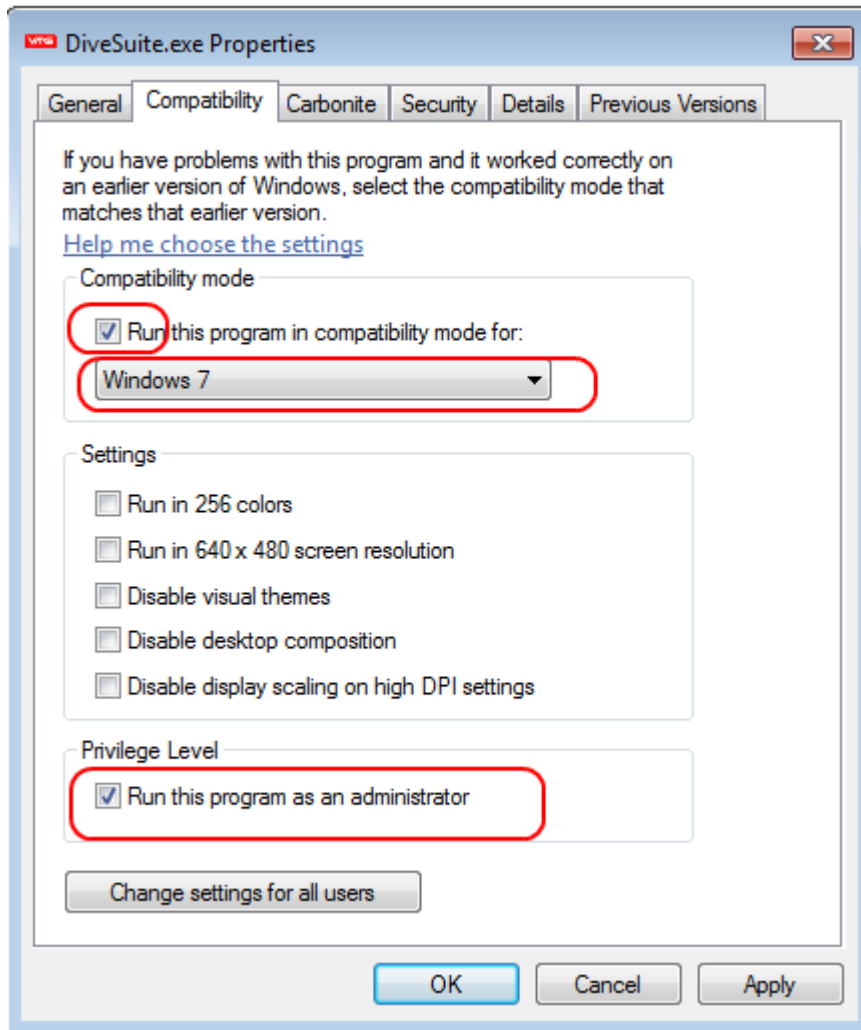 VITG DiveSuite.exe Properties
General Compatibility Carbonite Security Details Previous Versions
If you have problems with this program and it worked correctly on
an earlier version of Windows, select the compatibility mode that
matches that earlier version.
Help me choose the settings
Compatibility mode
Run this program in compatibility mode for:
Windows 7
Settings
Run in 256 colors
Run in 640 x 480 screen resolution
Disable visual themes
Disable desktop composition
Disable display scaling on high DPI settings
Privilege Level
Run this program as an administrator
Change settings for all users
OK Cancel Apply